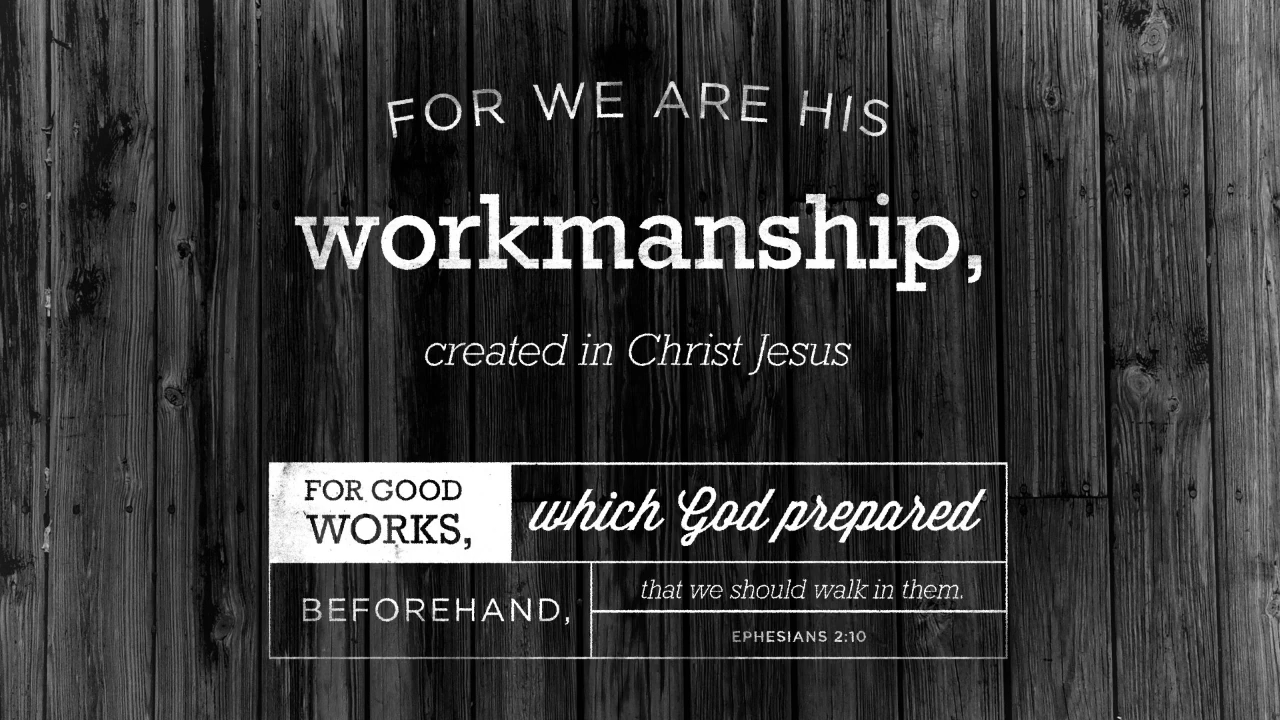 FOR WE ARE HIS
workmanship,
created in Christ Jesus
FOR GOOD
WORKS,
which God prepared
BEFOREHAND,
that we should walk in them.
EPHESIANS 2:10